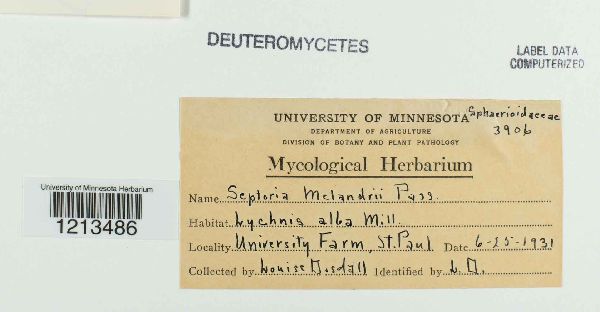 DEUTEROMYCETES
LABEL DATA
COMPUTERIZED
UNIVERSITY OF MINNESOTA
Sphaerioidaceae
3906
DEPARTMENT OF AGRICULTURE
DIVISION OF BOTANY AND PLANT PATHOLOGY
Mycological Herbarium
Name Septoria Melandrii Pass.
Habitat Lychnis alba Mill.
Locality University Farm, St. Paul Date 6-25-1931
Collected by Louise Dosdall Identified by L. D.
University of Minnesota Herbarium
1213486